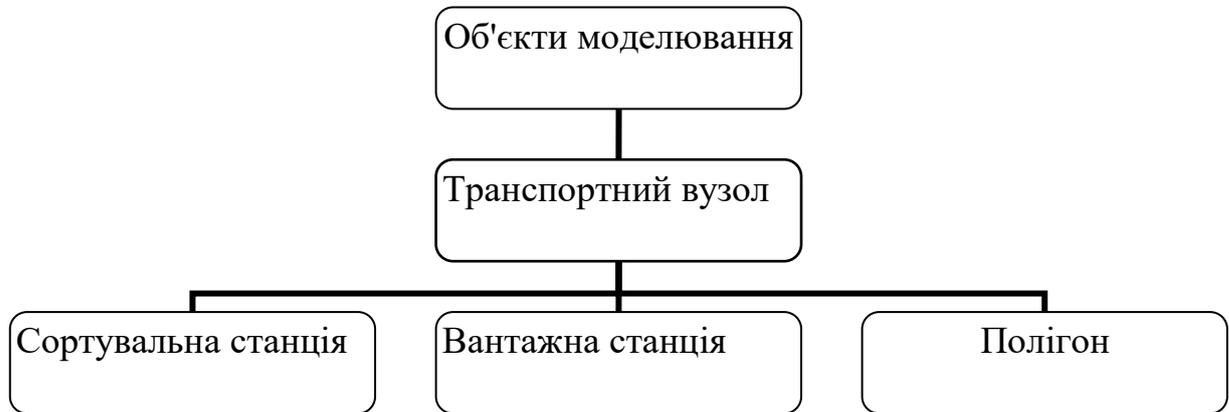 Об'єкти моделювання
Транспортний вузол
Сортувальна станція
Вантажна станція
Полігон